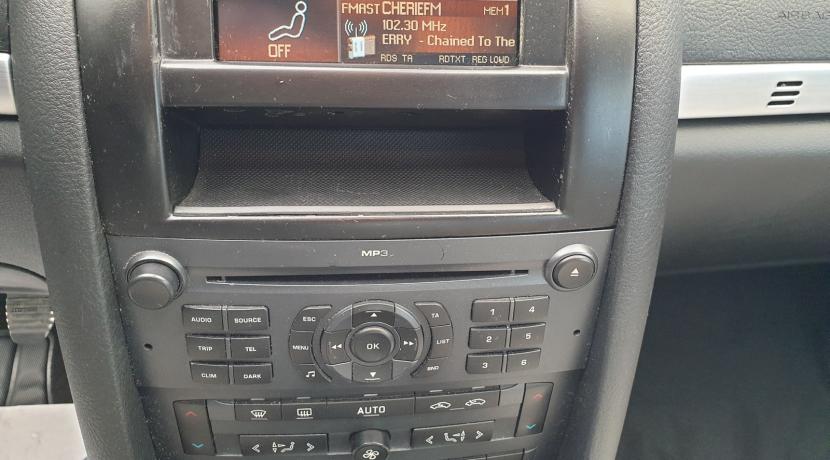 FMAST CHERIEFM MEM1
102.30 MHz
OFF ERRY - Chained To The
RDS TA RDTXT REG LOUD
MP3
AUDIO SOURCE ESC TA 1 4
TRIP TEL MENU OK LIST 2 5
CLIM DARK BND 3 6
AUTO